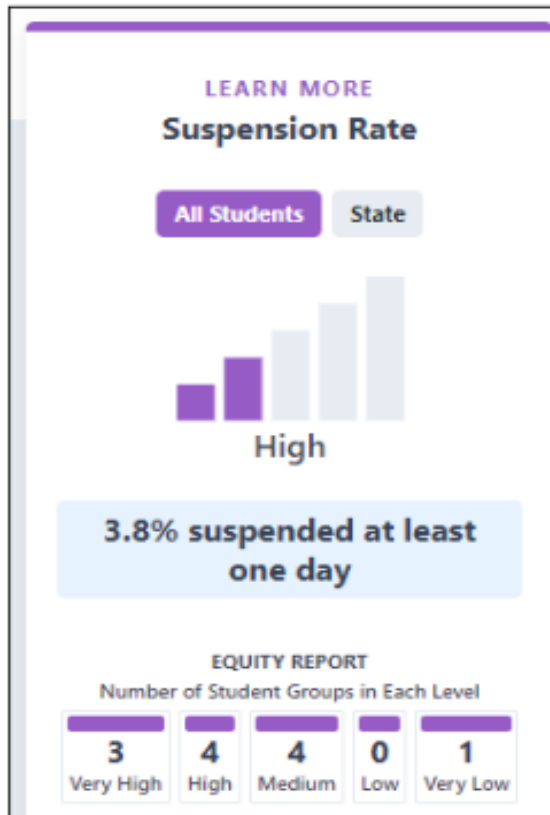 LEARN MORE
Suspension Rate
All Students State
High
3.8% suspended at least
one day
EQUITY REPORT
Number of Student Groups in Each Level
3 4 4 0 1
Very High High Medium Low Very Low